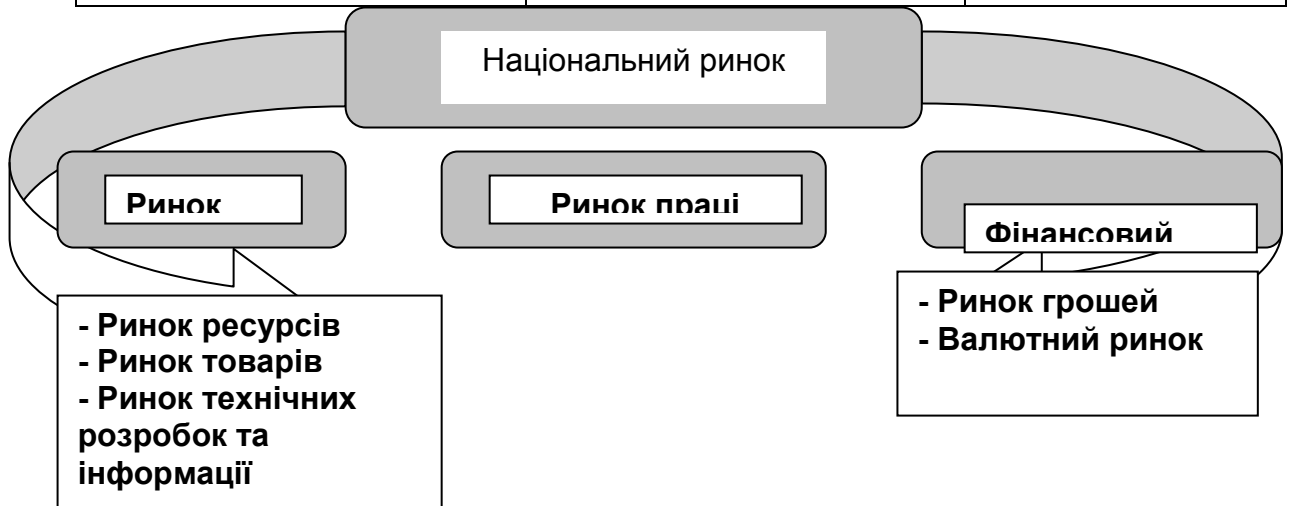 Національний ринок
Ринок
Ринок праці
Фінансовий
- Ринок ресурсів
- Ринок товарів
- Ринок технічних
розробок та
інформації
- Ринок грошей
- Валютний ринок